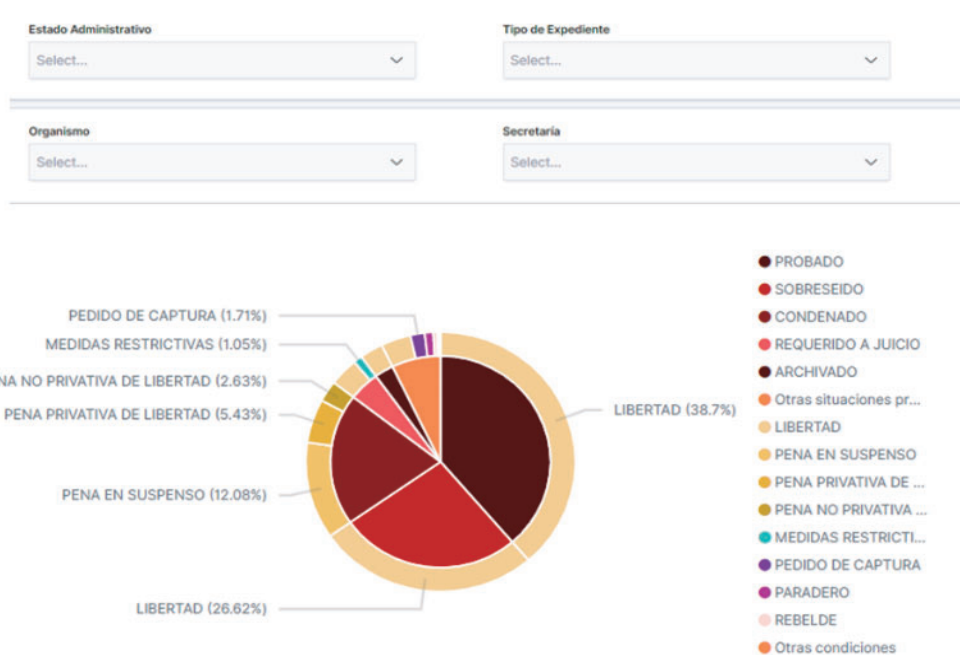 Estado Administrativo
Tipo de Expediente
Select...
Select...
Organismo
Secretaría
Select...
Select...
PEDIDO DE CAPTURA (1.71%)
MEDIDAS RESTRICTIVAS (1.05%)
NA NO PRIVATIVA DE LIBERTAD (2.63%)
PENA PRIVATIVA DE LIBERTAD (5.43%)
PENA EN SUSPENSO (12.08%)
LIBERTAD (26.62%)
LIBERTAD (38.7%)
PROBADO
SOBRESEIDO
CONDENADO
REQUERIDO A JUICIO
ARCHIVADO
Otras situaciones pr...
LIBERTAD
PENA EN SUSPENSO
PENA PRIVATIVA DE ...
PENA NO PRIVATIVA ...
MEDIDAS RESTRICTI...
PEDIDO DE CAPTURA
PARADERO
REBELDE
Otras condiciones